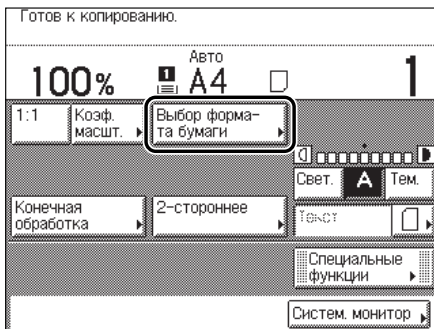 Готов к копированию.
Авто
100% 1 A4 1
1:1
Коэф.
масшт.
Выбор форма-
та бумаги
Свет. A Тем.
Конечная
обработка
2-стороннее
Текст
Специальные
функции
Систем. монитор